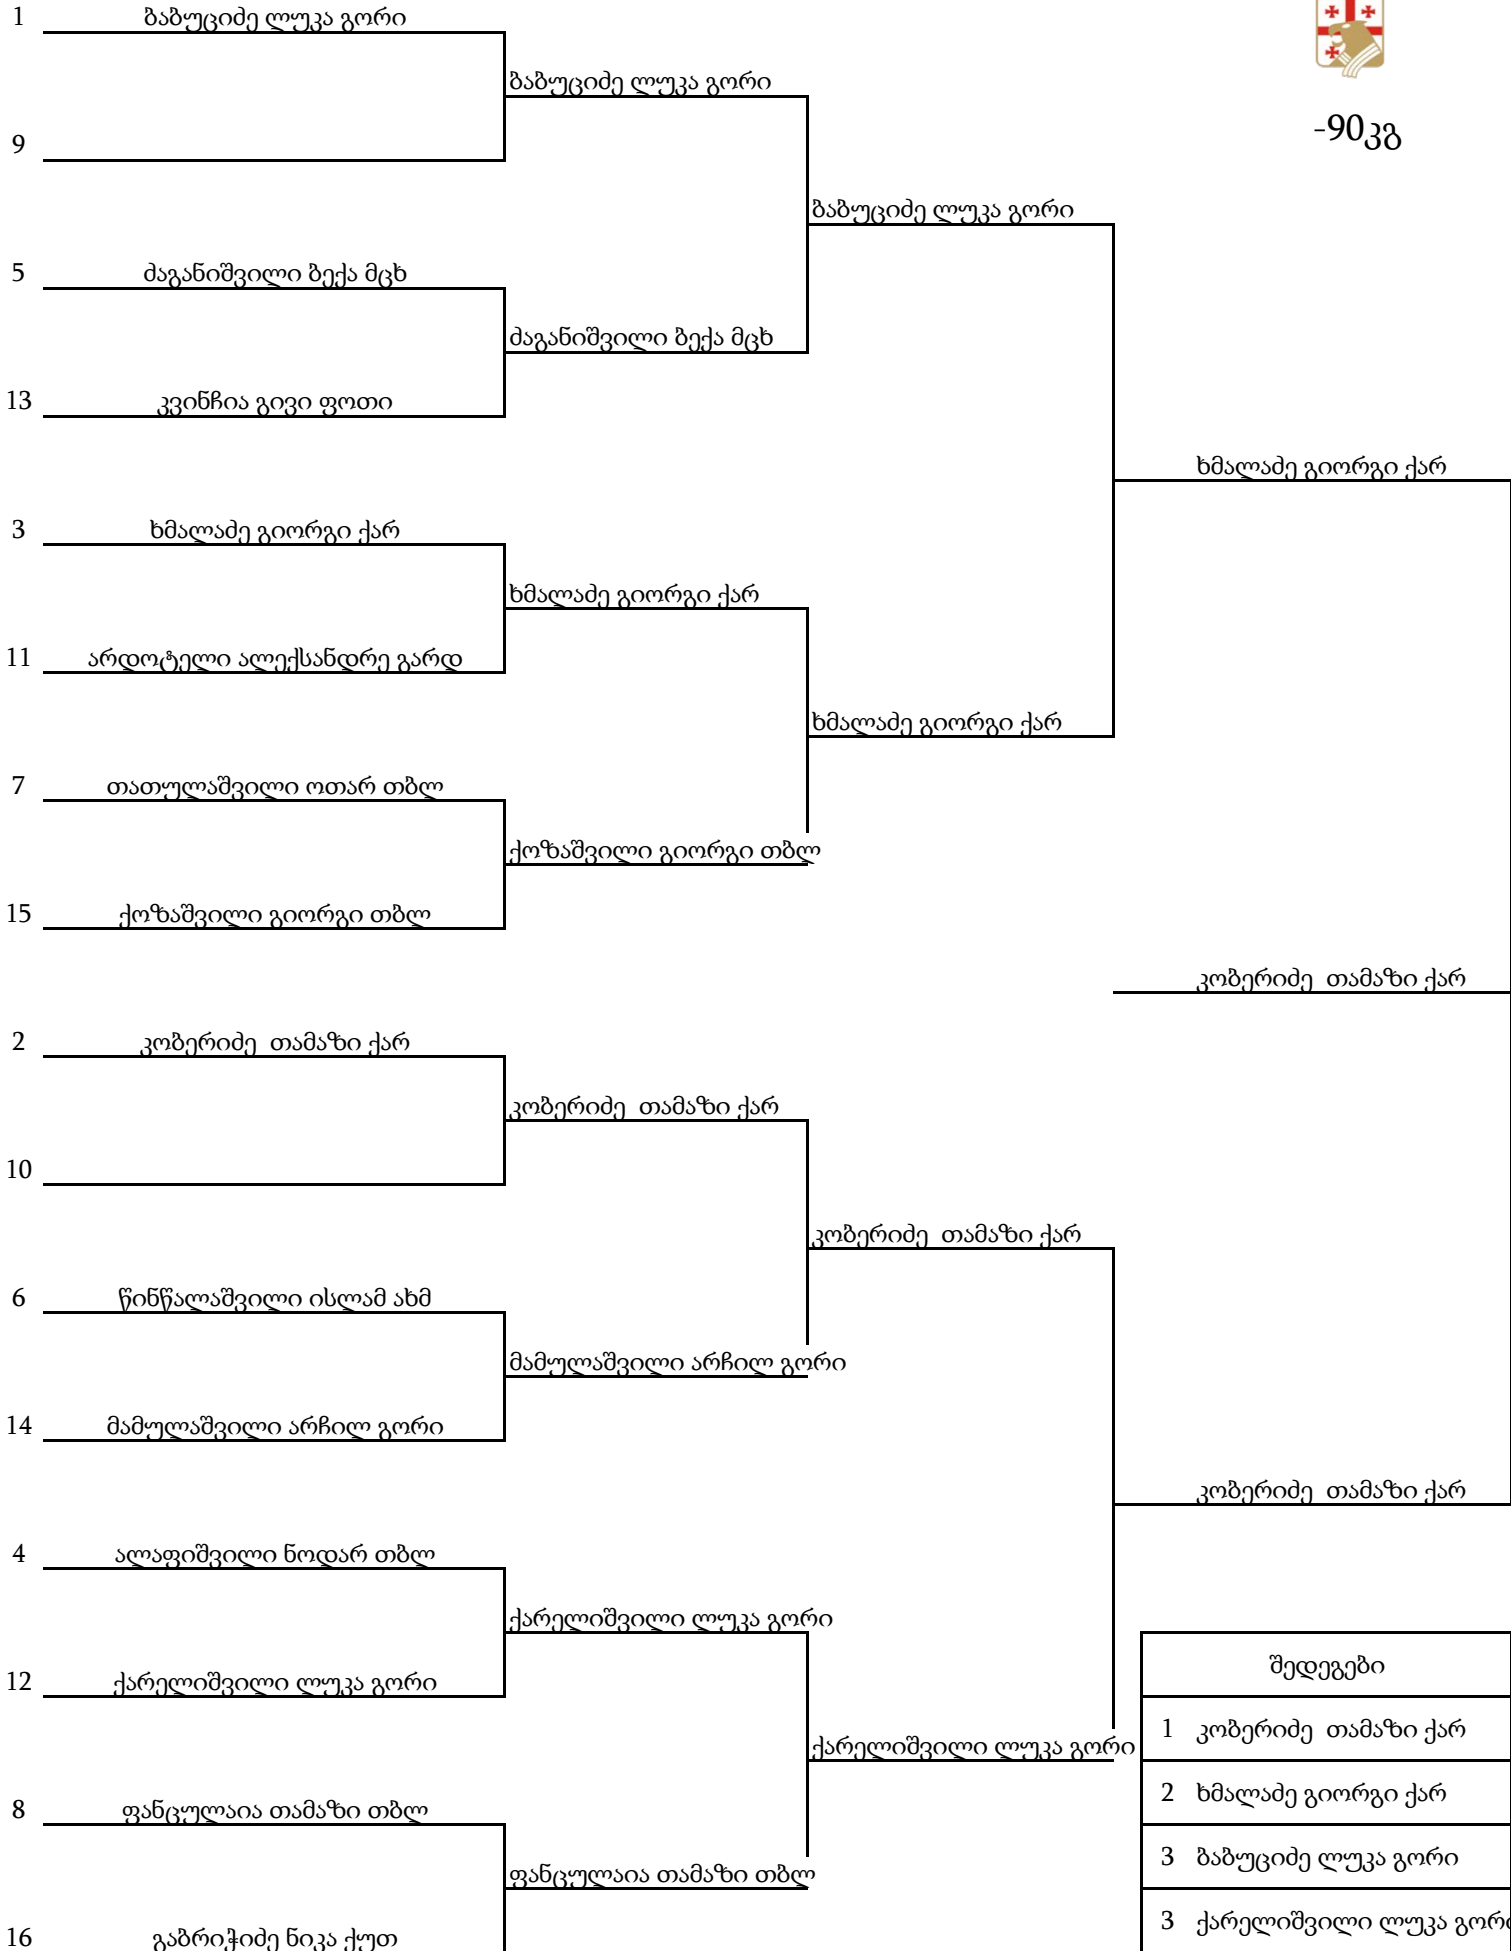 1 ბაბუციძე ლუკა გორი
ბაბუციძე ლუკა გორი
-90კგ
9
ბაბუციძე ლუკა გორი
5 ძაგანიშვილი ბექა მცხ
ძაგანიშვილი ბექა მცხ
13 კვინჩია გივი ფოთი
ხმალაძე გიორგი ქარ
3 ხმალაძე გიორგი ქარ
ხმალაძე გიორგი ქარ
11 არდოტელი ალექსანდრე გარდ
ხმალაძე გიორგი ქარ
7 თათულაშვილი ოთარ თბლ
ქოზაშვილი გიორგი თბლ
15 ქოზაშვილი გიორგი თბლ
კობერიძე თამაზი ქარ
2 კობერიძე თამაზი ქარ
კობერიძე თამაზი ქარ
10
კობერიძე თამაზი ქარ
6 წინწალაშვილი ისლამ ახმ
მამულაშვილი არჩილ გორი
14 მამულაშვილი არჩილ გორი
კობერიძე თამაზი ქარ
4 ალაფიშვილი ნოდარ თბლ
ქარელიშვილი ლუკა გორი
შედეგები
12 ქარელიშვილი ლუკა გორი
1 კობერიძე თამაზი ქარ
ქარელიშვილი ლუკა გორი
2 ხმალაძე გიორგი ქარ
8 ფანცულაია თამაზი თბლ
3 ბაბუციძე ლუკა გორი
ფანცულაია თამაზი თბლ
3 ქარელიშვილი ლუკა გორი
16 გაბრიჭიძე ნიკა ქუთ